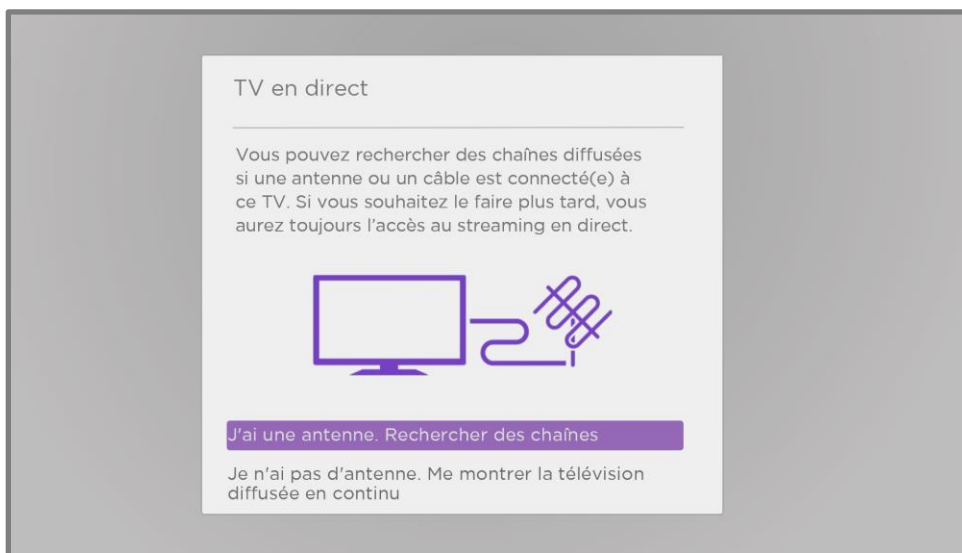 TV en direct
Vous pouvez rechercher des chaînes diffusées
si une antenne ou un câble est connecté(e) à
ce TV. Si vous souhaitez le faire plus tard, vous
aurez toujours l'accès au streaming en direct.
J'ai une antenne. Rechercher des chaînes
Je n'ai pas d'antenne. Me montrer la télévision
diffusée en continu